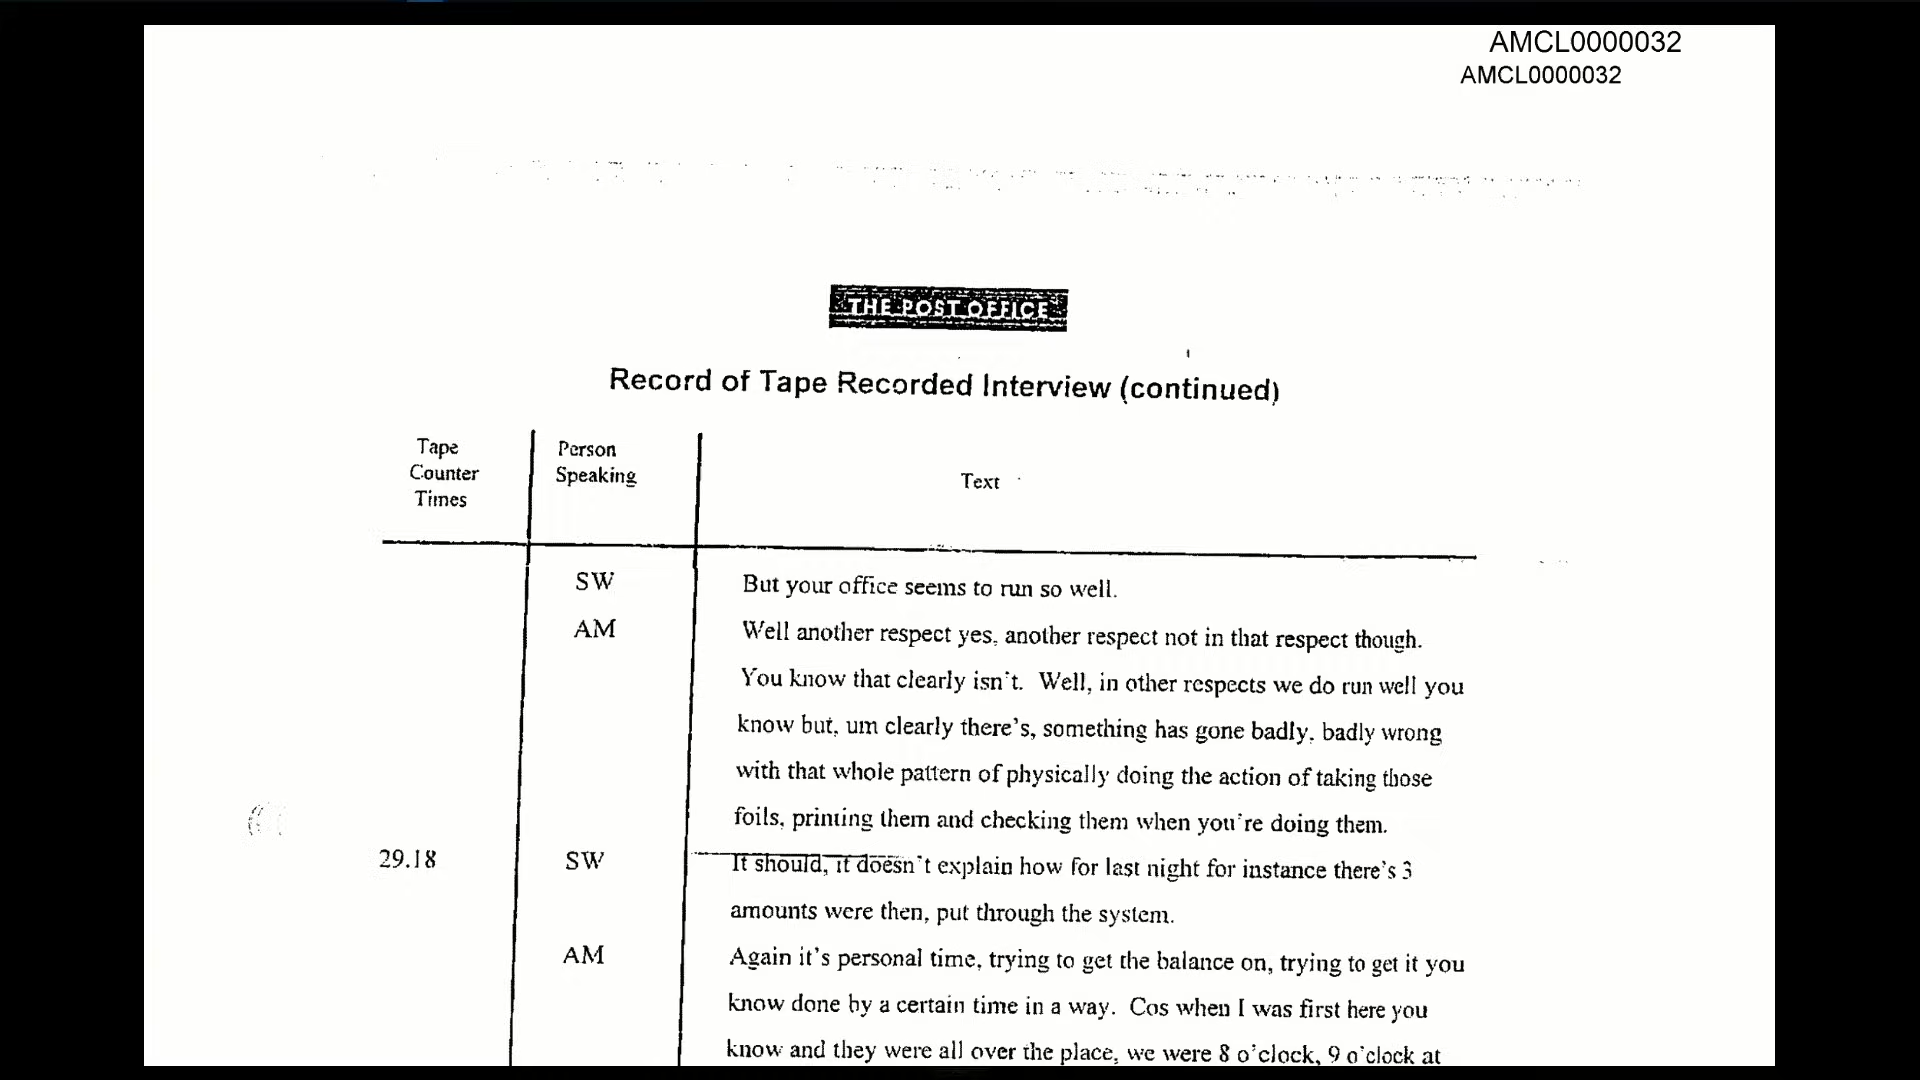 AMCL0000032
AMCL0000032
THE POST OFFICE
Record of Tape Recorded Interview (continued)
Tape Counter Times
Person Speaking
Text
SW But your office seems to run so well.
AM Well another respect yes, another respect not in that respect though.
You know that clearly isn't. Well, in other respects we do run well you
know but, um clearly there's, something has gone badly, badly wrong
with that whole pattern of physically doing the action of taking those
foils, printing them and checking them when you're doing them.
29.18 SW It should, it doesn't explain how for last night for instance there's 3
amounts were then, put through the system.
AM Again it's personal time, trying to get the balance on, trying to get it you
know done by a certain time in a way. Cos when I was first here you
know and they were all over the place, we were 8 o'clock, 9 o'clock at